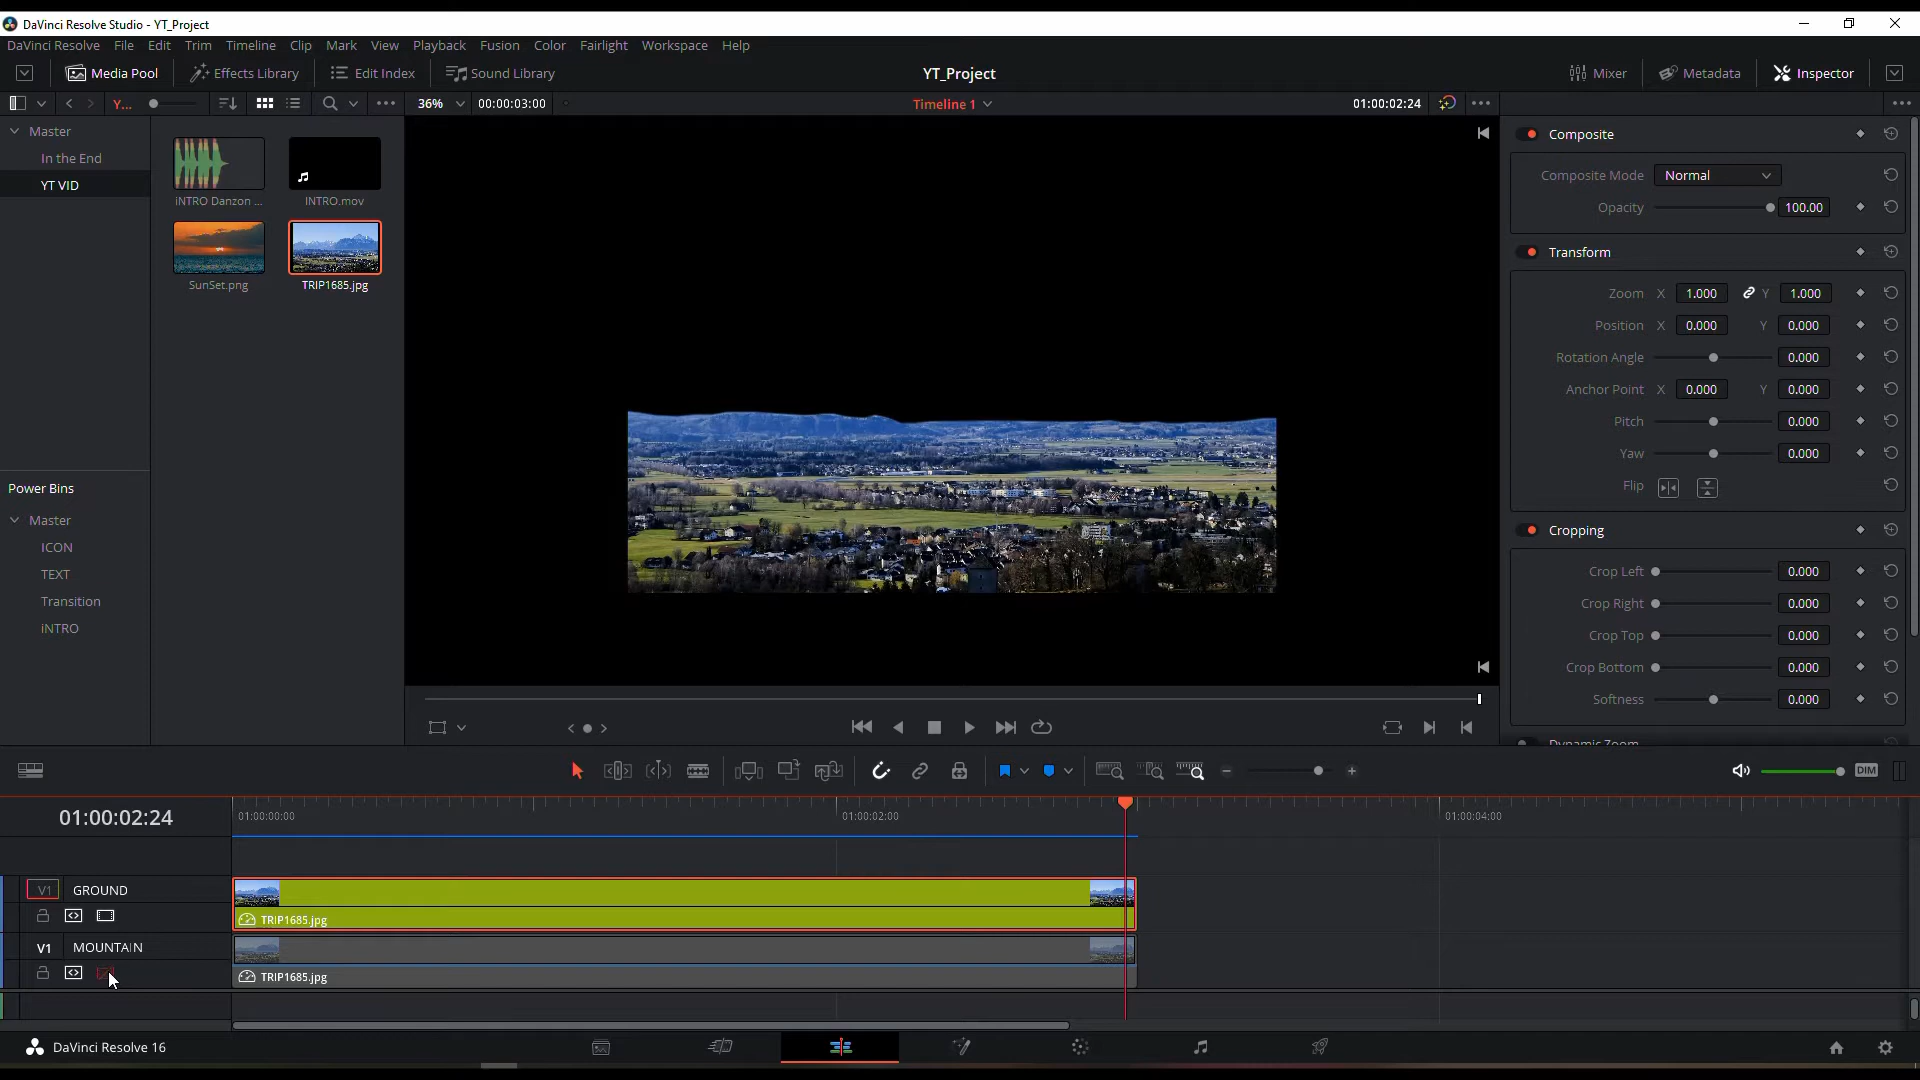 DaVinci Resolve Studio - YT_Project
DaVinci Resolve File Edit Trim Timeline Clip Mark View Playback Fusion Color Fairlight Workspace Help
Media Pool Effects Library Edit Index Sound Library YT_Project Mixer Metadata Inspector
Y... 36% 00:00:03:00 Timeline 1 01:00:02:24
Master
In the End
YT VID
iNTRO Danzon ... INTRO.mov
SunSet.png TRIP1685.jpg
Power Bins
Master
ICON
TEXT
Transition
iNTRO
Composite
Composite Mode Normal
Opacity 100.00
Transform
Zoom X 1.000 Y 1.000
Position X 0.000 Y 0.000
Rotation Angle 0.000
Anchor Point X 0.000 Y 0.000
Pitch 0.000
Yaw 0.000
Flip
Cropping
Crop Left 0.000
Crop Right 0.000
Crop Top 0.000
Crop Bottom 0.000
Softness 0.000
Dynamic Zoom
DIM
01:00:02:24 01:00:00:00 01:00:02:00 01:00:04:00
V1 GROUND
TRIP1685.jpg
V1 MOUNTAIN
TRIP1685.jpg
DaVinci Resolve 16